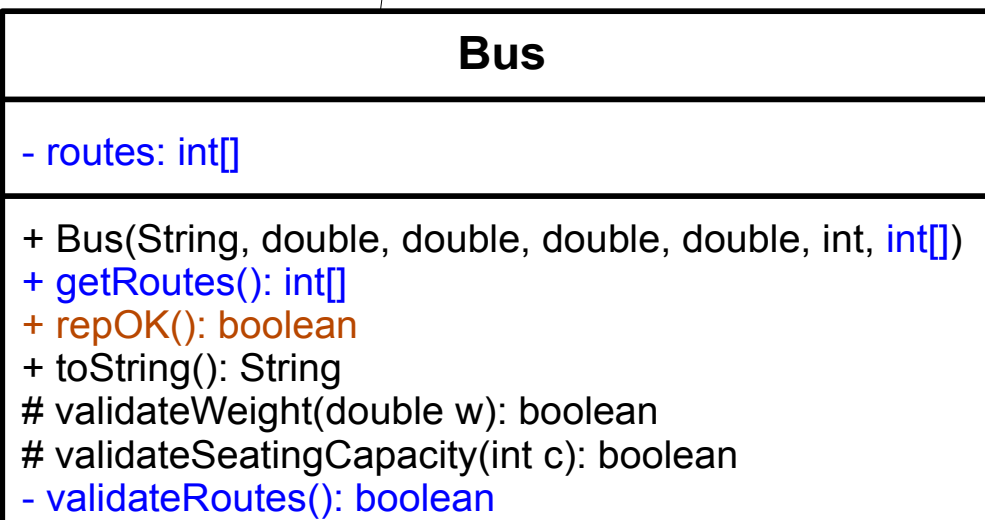 Bus
- routes: int[]
+ Bus(String, double, double, double, double, int, int[])
+ getRoutes(): int[]
+ repOK(): boolean
+ toString(): String
# validateWeight(double w): boolean
# validateSeatingCapacity(int c): boolean
- validateRoutes(): boolean